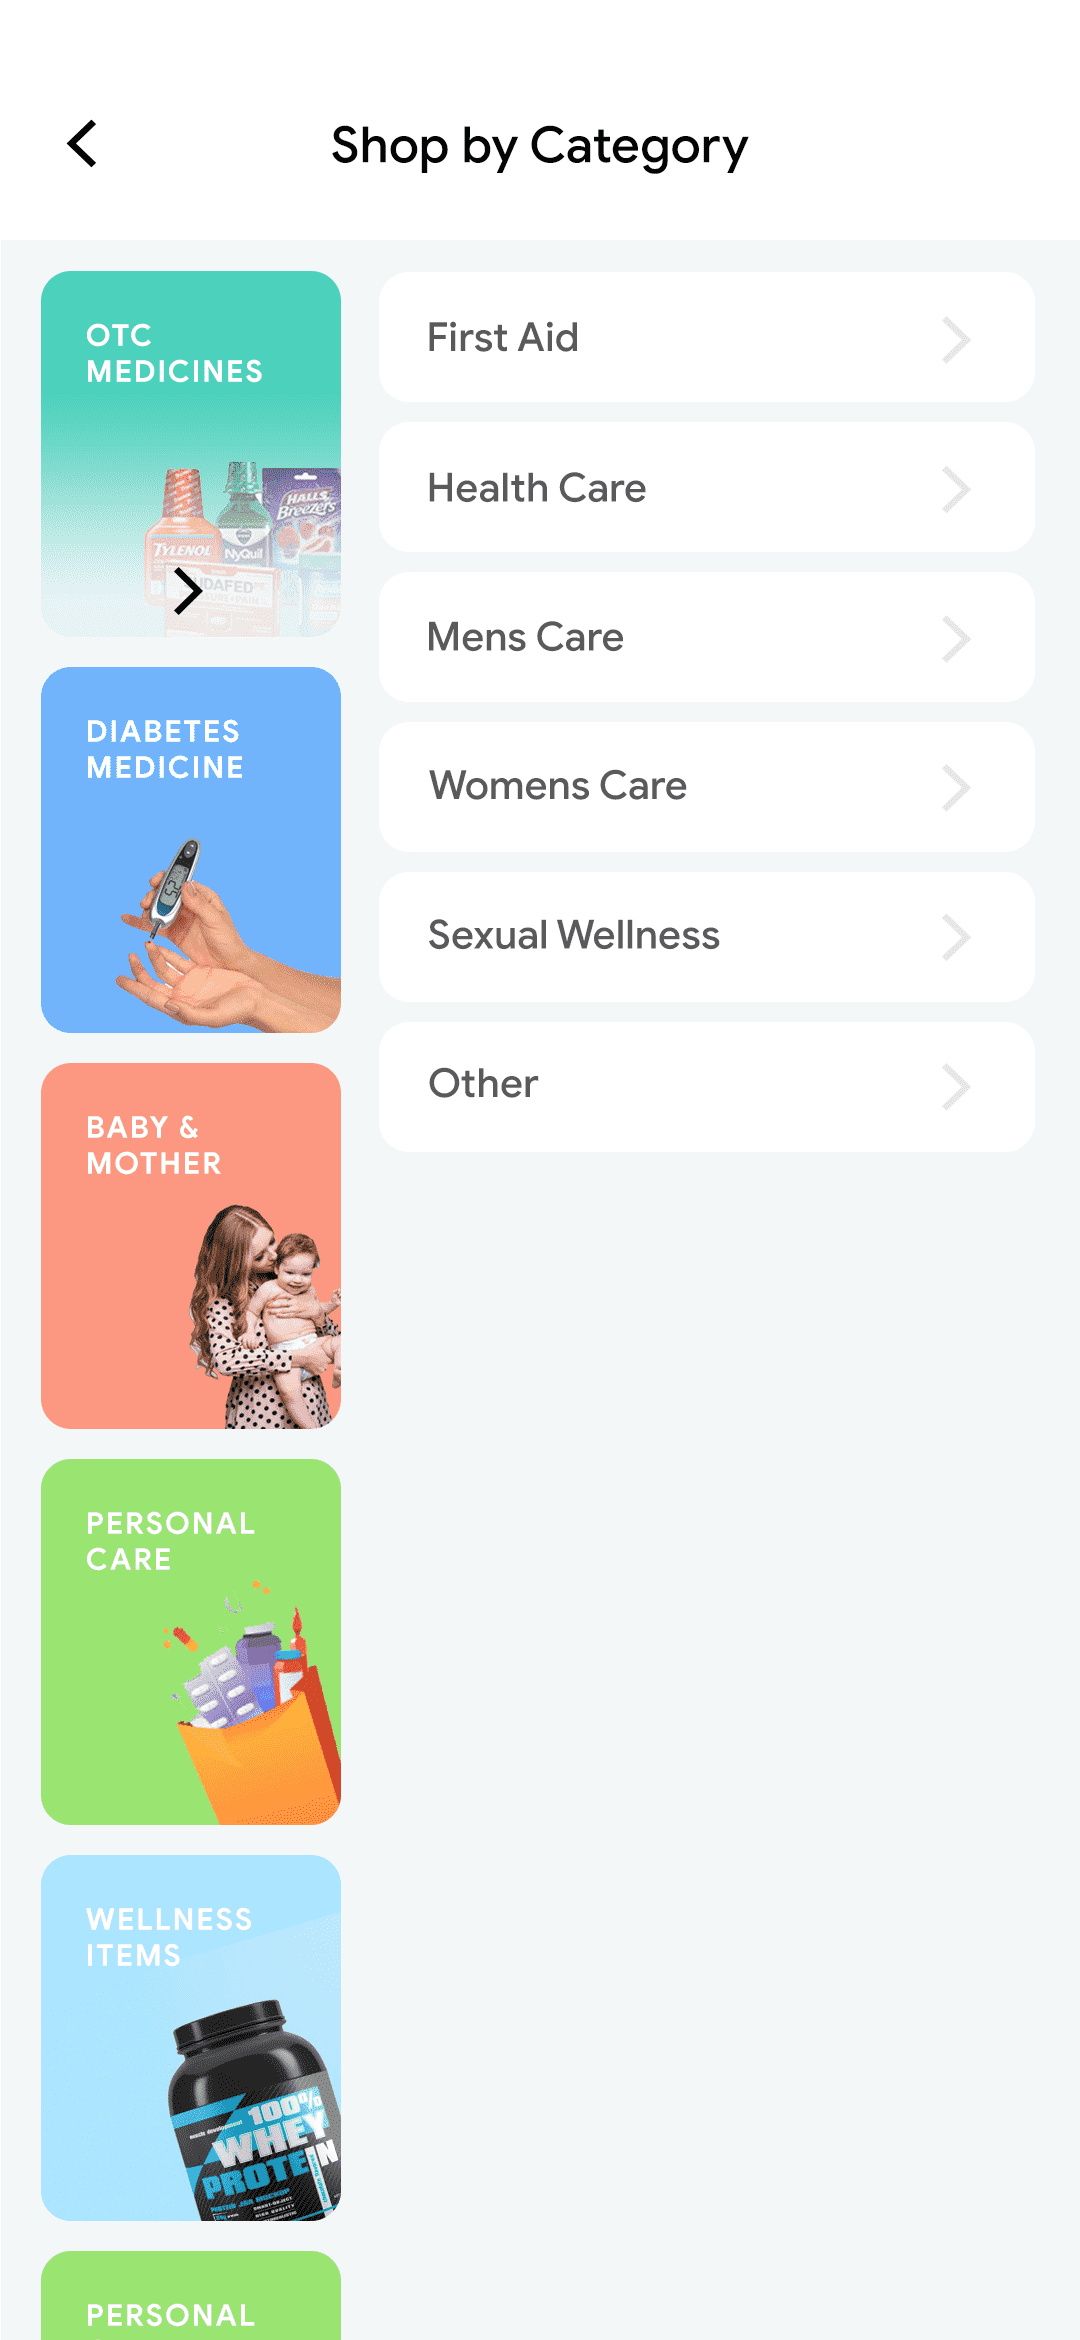 Shop by Category
OTC
MEDICINES
HALLS
Breezers
TYLENOL
NyQuil
DIABETES
MEDICINE
BABY &
MOTHER
PERSONAL
CARE
WELLNESS
ITEMS
100%
WHEY
PROTEIN
PERSONAL
First Aid
Health Care
Mens Care
Womens Care
Sexual Wellness
Other